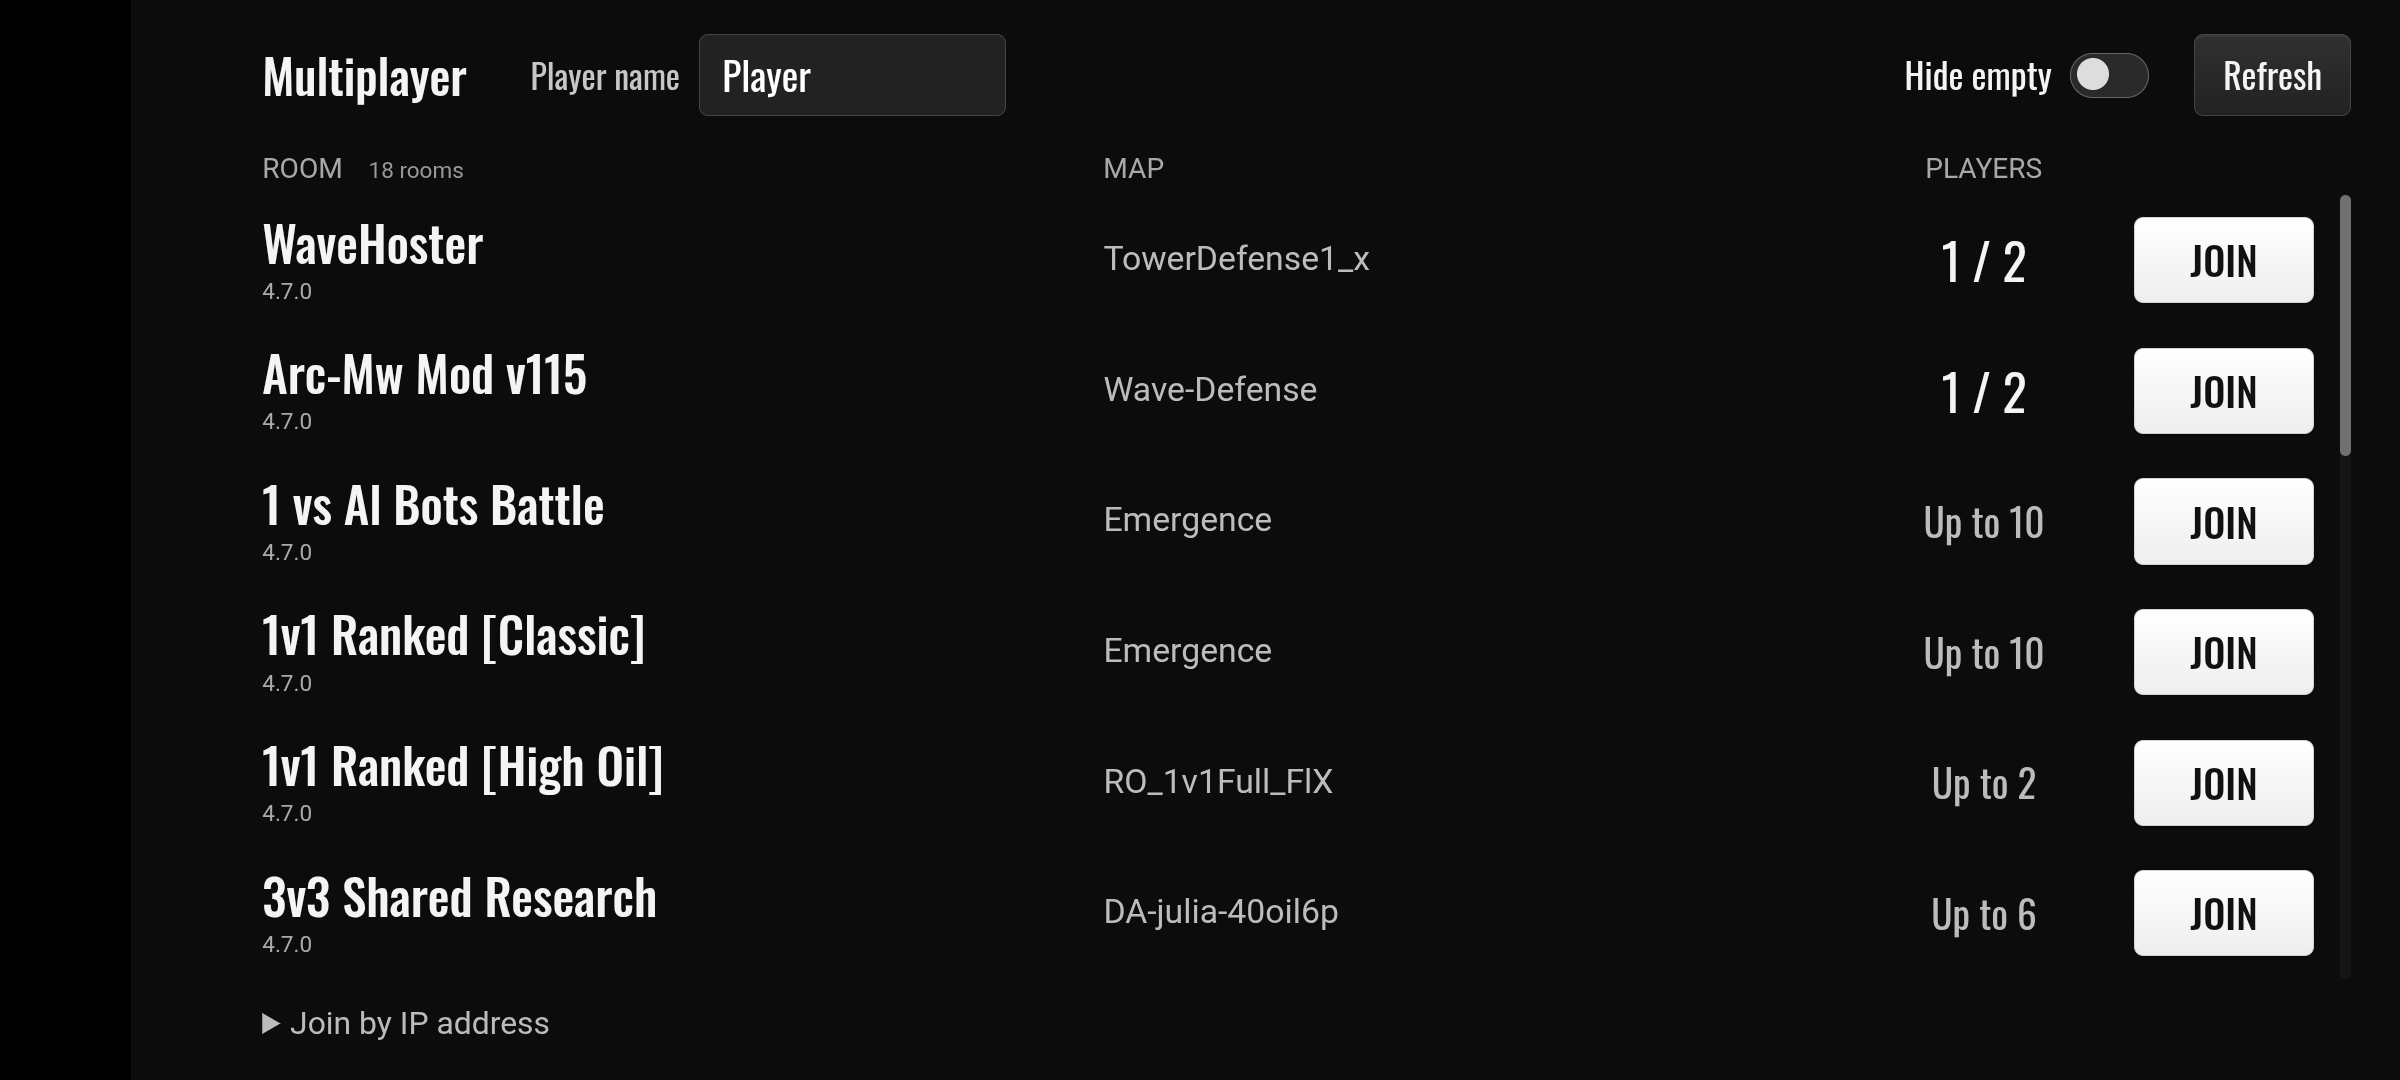 Multiplayer Player name Player Hide empty Refresh
ROOM 18 rooms MAP PLAYERS
WaveHoster
4.7.0
TowerDefense1_x
1 / 2
JOIN
Arc-Mw Mod v115
4.7.0
Wave-Defense
1 / 2
JOIN
1 vs AI Bots Battle
4.7.0
Emergence
Up to 10
JOIN
1v1 Ranked [Classic]
4.7.0
Emergence
Up to 10
JOIN
1v1 Ranked [High Oil]
4.7.0
RO_1v1Full_FlX
Up to 2
JOIN
3v3 Shared Research
4.7.0
DA-julia-40oil6p
Up to 6
JOIN
Join by IP address